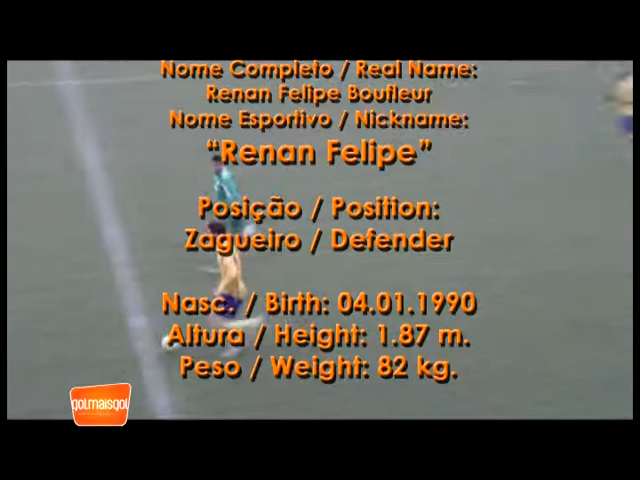 Nome Completo / Real Name:
Renan Felipe Boufleur
Nome Esportivo / Nickname:
“Renan Felipe”
Posição / Position:
Zagueiro / Defender
Nasc. / Birth: 04.01.1990
Altura / Height: 1.87 m.
Peso / Weight: 82 kg.
golmaisgol